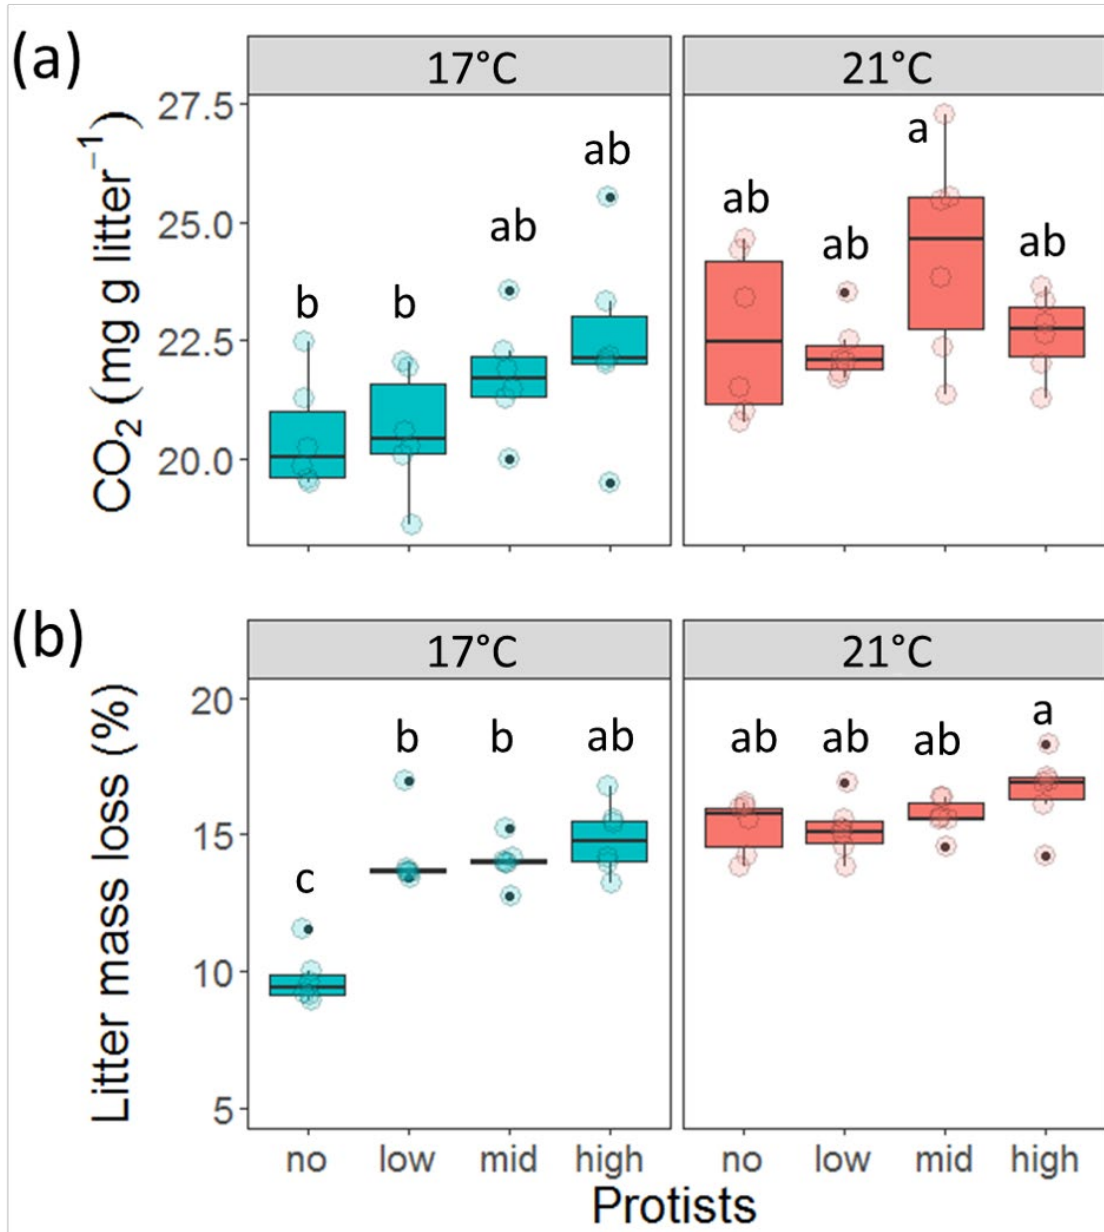 (a)
17°C
21°C
CO₂ (mg g litter⁻¹)
27.5
25.0
22.5
20.0
b
b
ab
ab
ab
ab
a
ab
(b)
17°C
21°C
Litter mass loss (%)
20
15
10
5
c
b
b
ab
ab
ab
ab
a
no low mid high
no low mid high
Protists